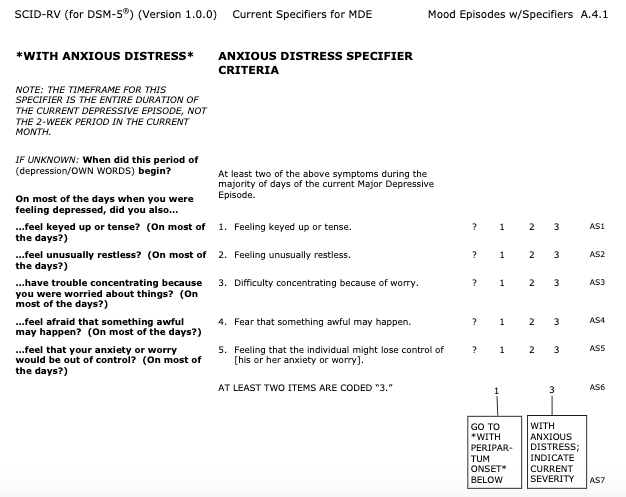 SCID-RV (for DSM-5®) (Version 1.0.0) Current Specifiers for MDE Mood Episodes w/Specifiers A.4.1
*WITH ANXIOUS DISTRESS*
ANXIOUS DISTRESS SPECIFIER
CRITERIA
NOTE: THE TIMEFRAME FOR THIS
SPECIFIER IS THE ENTIRE DURATION OF
THE CURRENT DEPRESSIVE EPISODE, NOT
THE 2-WEEK PERIOD IN THE CURRENT
MONTH.
IF UNKNOWN: When did this period of
(depression/OWN WORDS) begin?
At least two of the above symptoms during the
majority of days of the current Major Depressive
Episode.
On most of the days when you were
feeling depressed, did you also…
…feel keyed up or tense? (On most of
the days?)
1. Feeling keyed up or tense. ? 1 2 3 AS1
…feel unusually restless? (On most of
the days?)
2. Feeling unusually restless. ? 1 2 3 AS2
…have trouble concentrating because
you were worried about things? (On
most of the days?)
3. Difficulty concentrating because of worry. ? 1 2 3 AS3
…feel afraid that something awful
may happen? (On most of the days?)
4. Fear that something awful may happen. ? 1 2 3 AS4
…feel that your anxiety or worry
would be out of control? (On most of
the days?)
5. Feeling that the individual might lose control of
[his or her anxiety or worry]. ? 1 2 3 AS5
AT LEAST TWO ITEMS ARE CODED “3.” 1 3 AS6
GO TO
*WITH
PERIPAR-
TUM
ONSET*
BELOW
WITH
ANXIOUS
DISTRESS;
INDICATE
CURRENT
SEVERITY
AS7